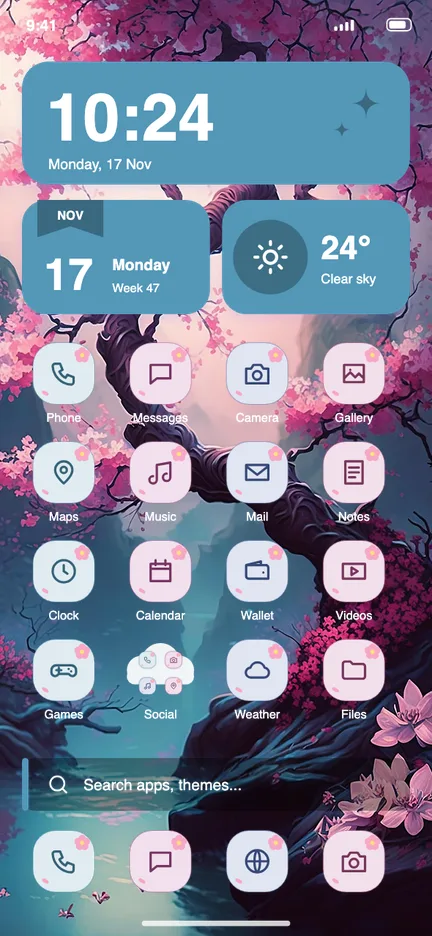 9:41
10:24
Monday, 17 Nov
NOV
17
Monday
Week 47
24°
Clear sky
Phone
Messages
Camera
Gallery
Maps
Music
Mail
Notes
Clock
Calendar
Wallet
Videos
Games
Social
Weather
Files
Search apps, themes...